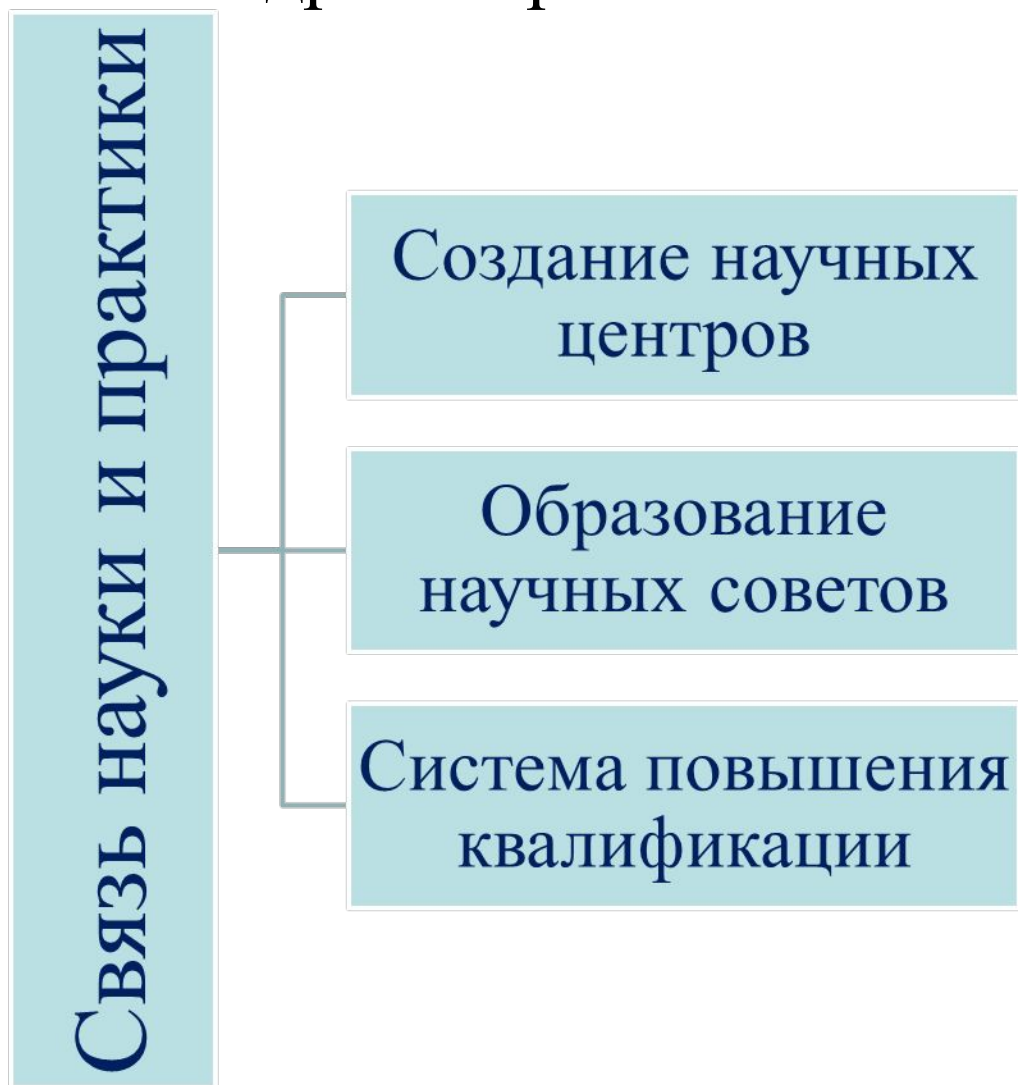 Связь науки и практики
Создание научных
центров
Образование
научных советов
Система повышения
квалификации